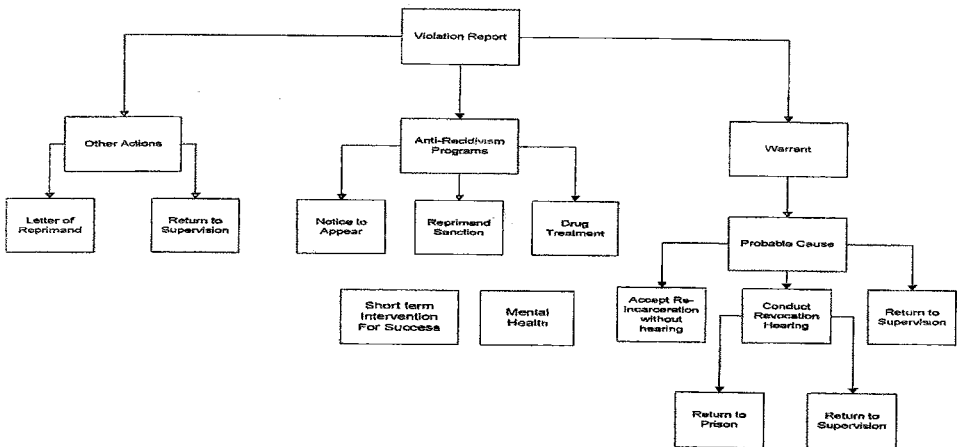 Violation Report
Other Actions
Anti-Recidivism
Programs
Warrant
Letter of
Reprimand
Return to
Supervision
Notice to
Appear
Reprimand
Sanction
Drug
Treatment
Probable Cause
Short term
Intervention
For Success
Mental
Health
Accept Re-
incarceration
without
hearing
Conduct
Revocation
Hearing
Return to
Supervision
Return to
Prison
Return to
Supervision